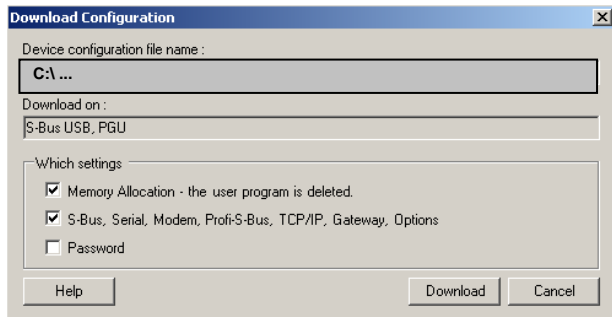 Download Configuration
Device configuration file name :
C:\ ...
Download on :
S-Bus USB, PGU
Which settings
Memory Allocation - the user program is deleted.
S-Bus, Serial, Modem, Profi-S-Bus, TCP/IP, Gateway, Options
Password
Help Download Cancel